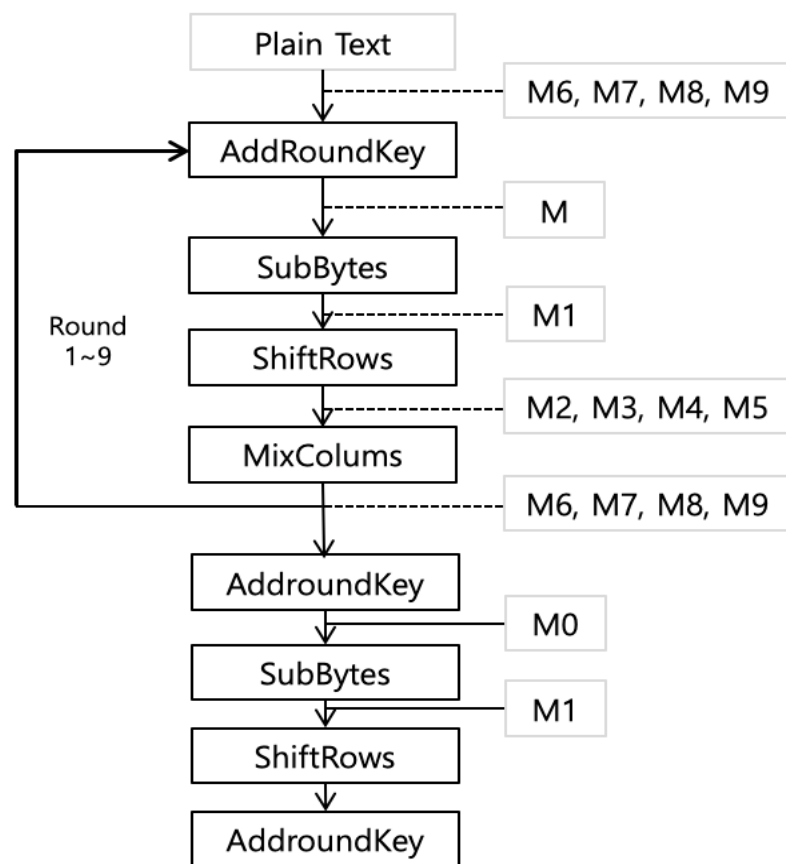 Plain Text
M6, M7, M8, M9
AddRoundKey
M
SubBytes
M1
Round
1~9
ShiftRows
M2, M3, M4, M5
MixColums
M6, M7, M8, M9
AddroundKey
M0
SubBytes
M1
ShiftRows
AddroundKey